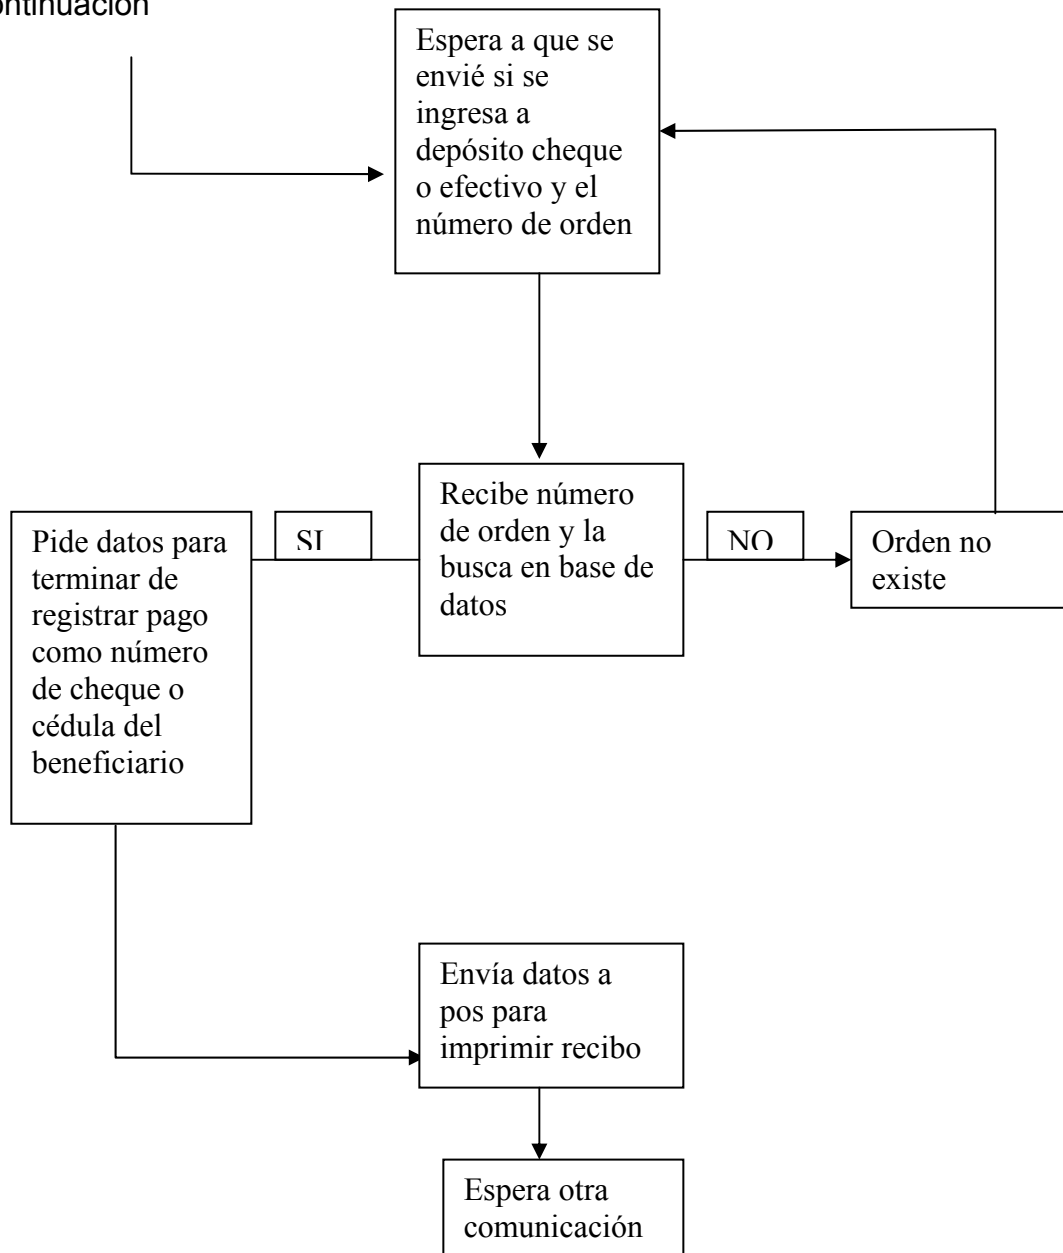 ontinuación
Espera a que se
envié si se
ingresa a
depósito cheque
o efectivo y el
número de orden
Recibe número
de orden y la
busca en base de
datos
SI
NO
Orden no
existe
Pide datos para
terminar de
registrar pago
como número
de cheque o
cédula del
beneficiario
Envía datos a
pos para
imprimir recibo
Espera otra
comunicación